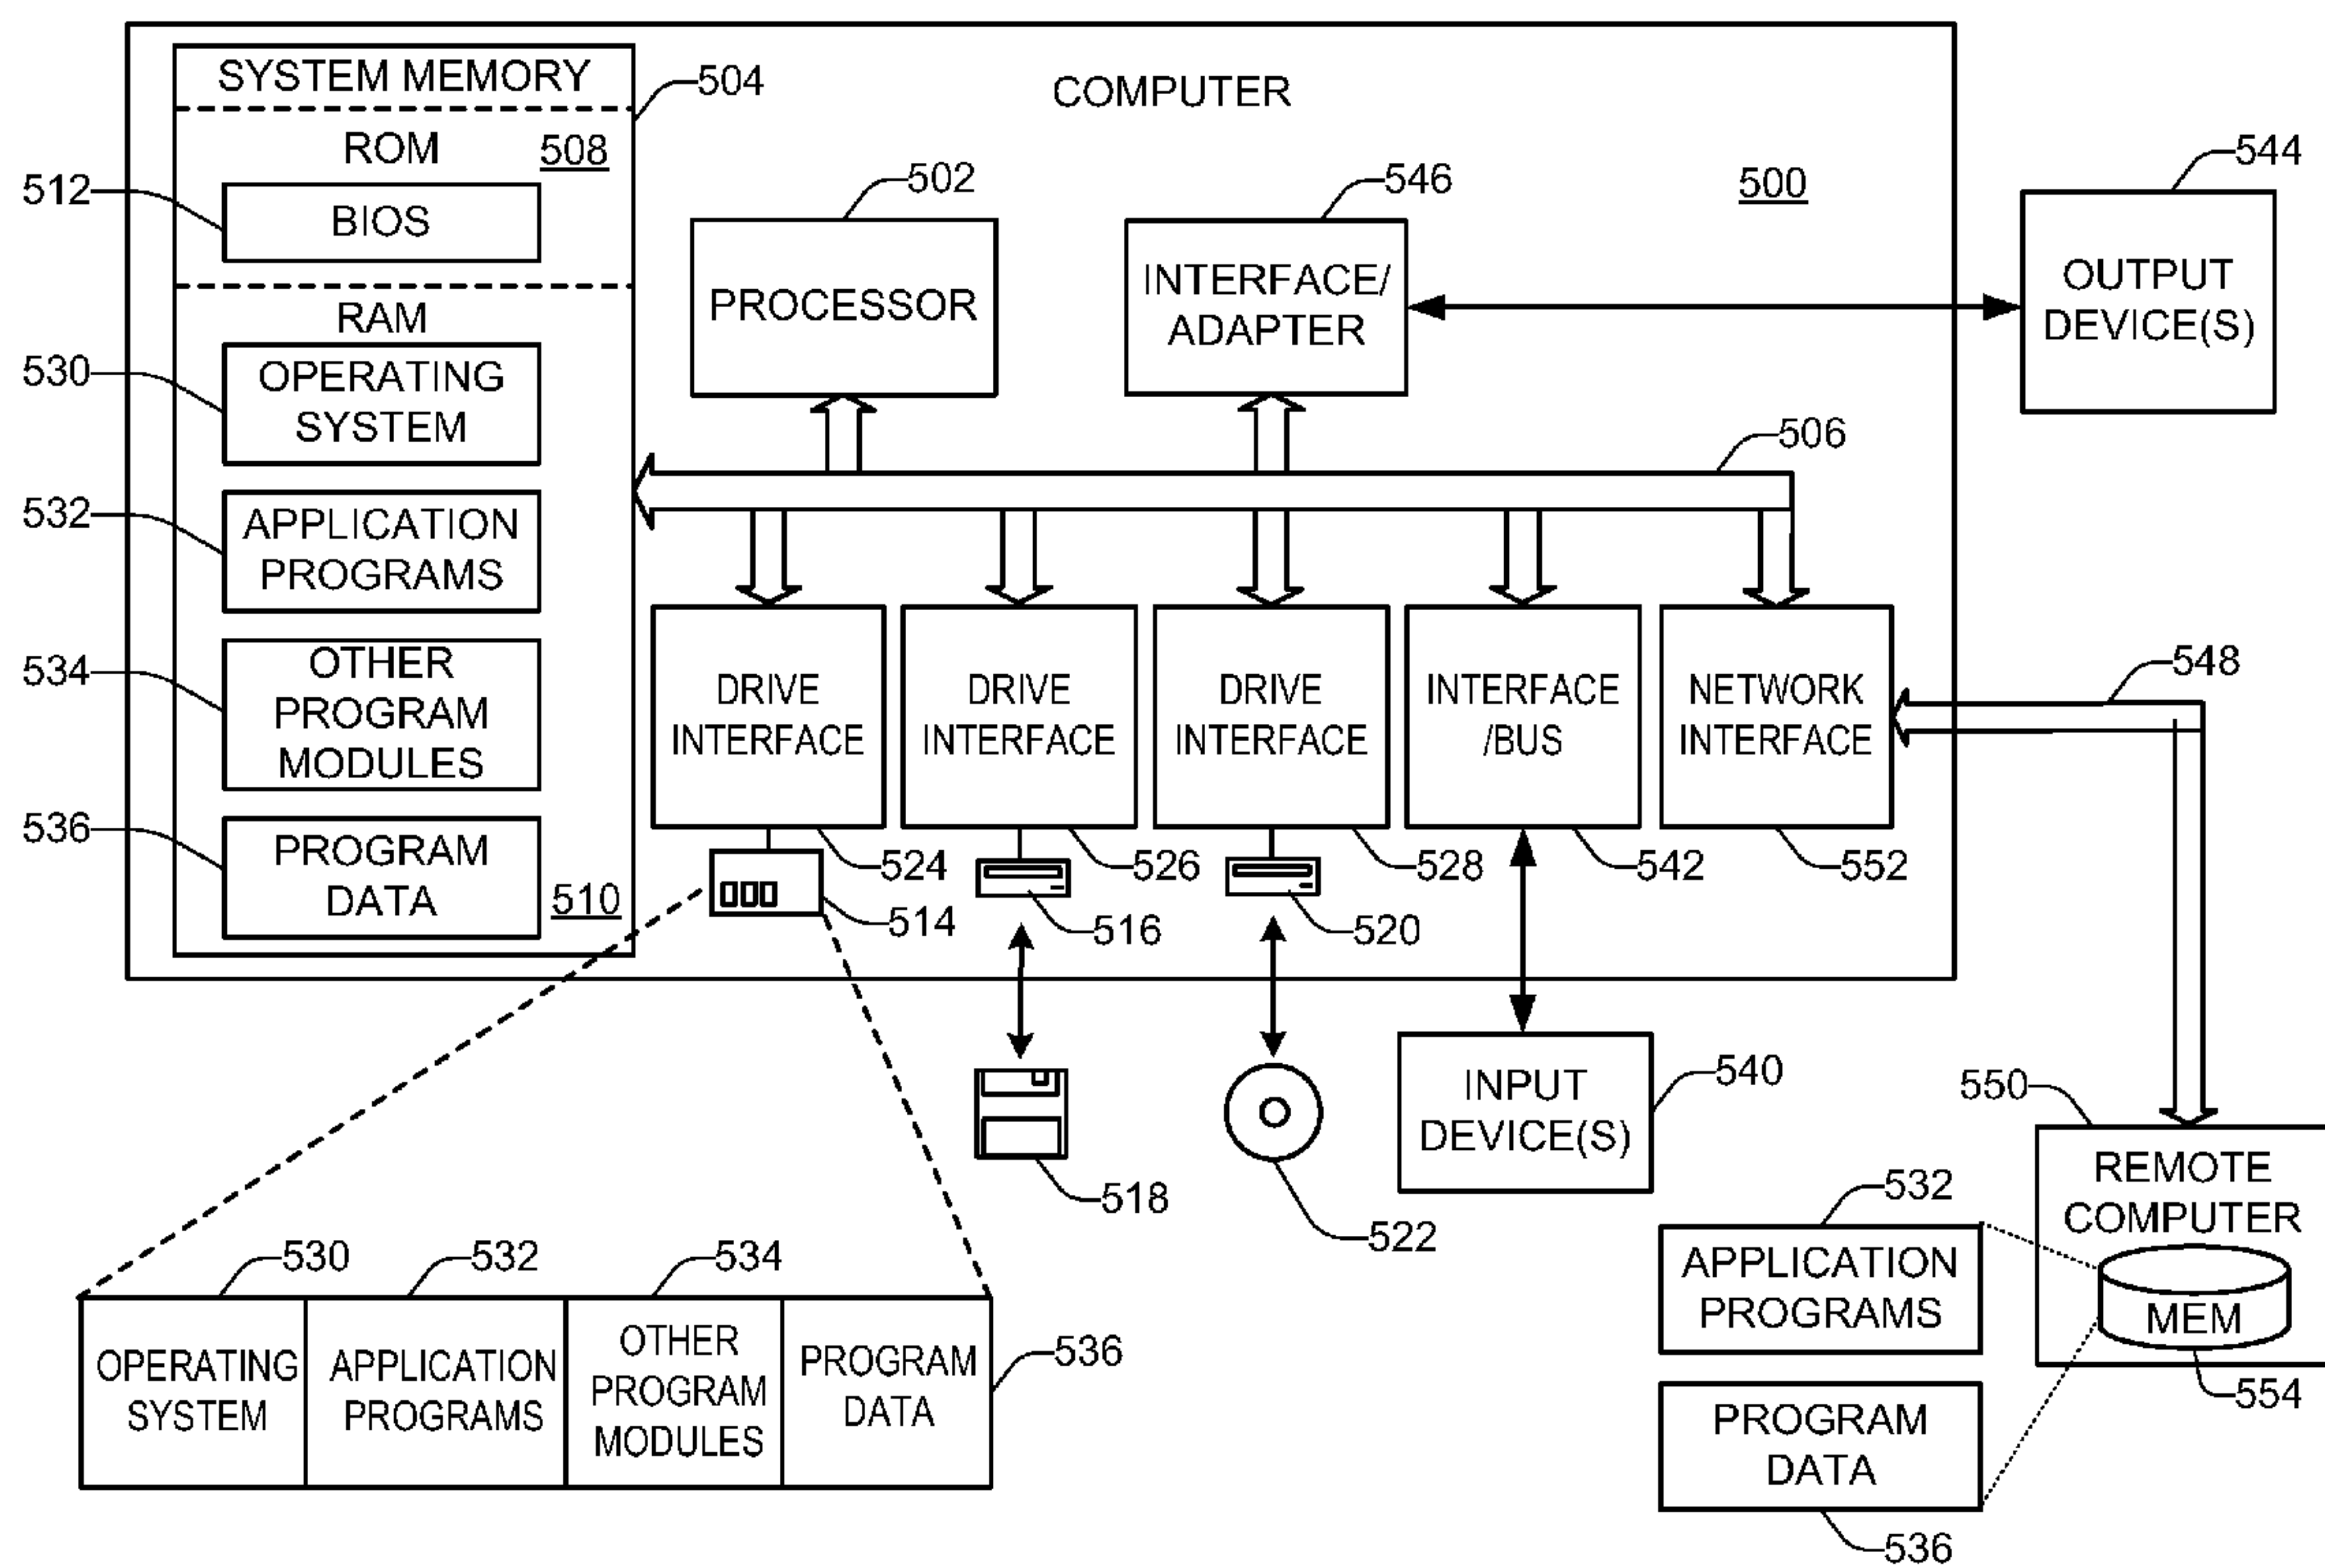 SYSTEM MEMORY
504
COMPUTER
ROM
508
512
BIOS
502
546
500
544
PROCESSOR
INTERFACE/
ADAPTER
OUTPUT
DEVICE(S)
RAM
530
OPERATING
SYSTEM
506
532
APPLICATION
PROGRAMS
534
OTHER
PROGRAM
MODULES
536
PROGRAM
DATA
510
DRIVE
INTERFACE
DRIVE
INTERFACE
DRIVE
INTERFACE
INTERFACE
/BUS
NETWORK
INTERFACE
548
524
526
528
542
552
514
516
520
518
522
INPUT
DEVICE(S)
540
550
REMOTE
COMPUTER
MEM
554
532
APPLICATION
PROGRAMS
PROGRAM
DATA
536
530
532
534
OPERATING
SYSTEM
APPLICATION
PROGRAMS
OTHER
PROGRAM
MODULES
PROGRAM
DATA
536